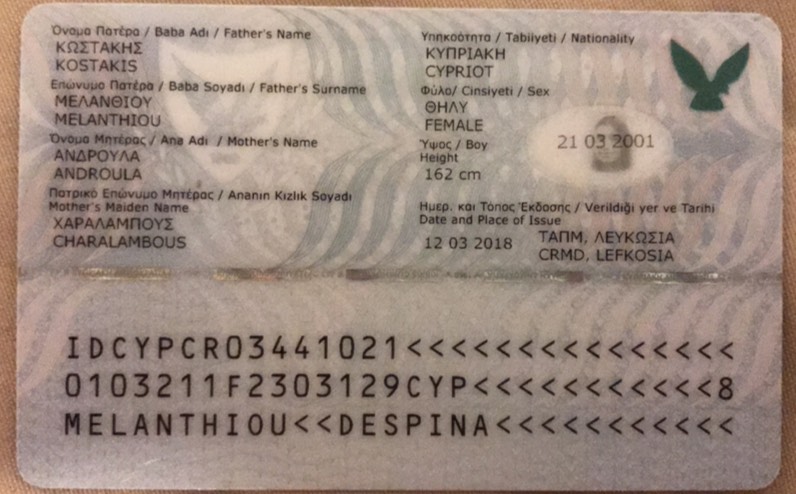 Όνομα Πατέρα / Baba Adı / Father's Name
ΚΩΣΤΑΚΗΣ
KOSTAKIS
Επώνυμο Πατέρα / Baba Soyadı / Father's Surname
ΜΕΛΑΝΘΙΟΥ
MELANTHIOU
Όνομα Μητέρας / Ana Adı / Mother's Name
ΑΝΔΡΟΥΛΑ
ANDROULA
Πατρικό Επώνυμο Μητέρας / Ananın Kızlık Soyadı
Mother's Maiden Name
ΧΑΡΑΛΑΜΠΟΥΣ
CHARALAMBOUS
Υπηκοότητα / Tabiiyeti / Nationality
ΚΥΠΡΙΑΚΗ
CYPRIOT
Φύλο/ Cinsiyeti / Sex
ΘΗΛΥ
FEMALE
21 03 2001
Ύψος / Boy
Height
162 cm
Ημερ. και Τόπος Έκδοσης / Verildiği yer ve Tarihi
Date and Place of Issue
12 03 2018 ΤΑΠΜ, ΛΕΥΚΩΣΙΑ
CRMD, LEFKOSIA
IDCYPCR03441021<<<<<<<<<<<<<<<
0103211F2303129CYP<<<<<<<<<<<8
MELANTHIOU<<DESPINA<<<<<<<<<<<